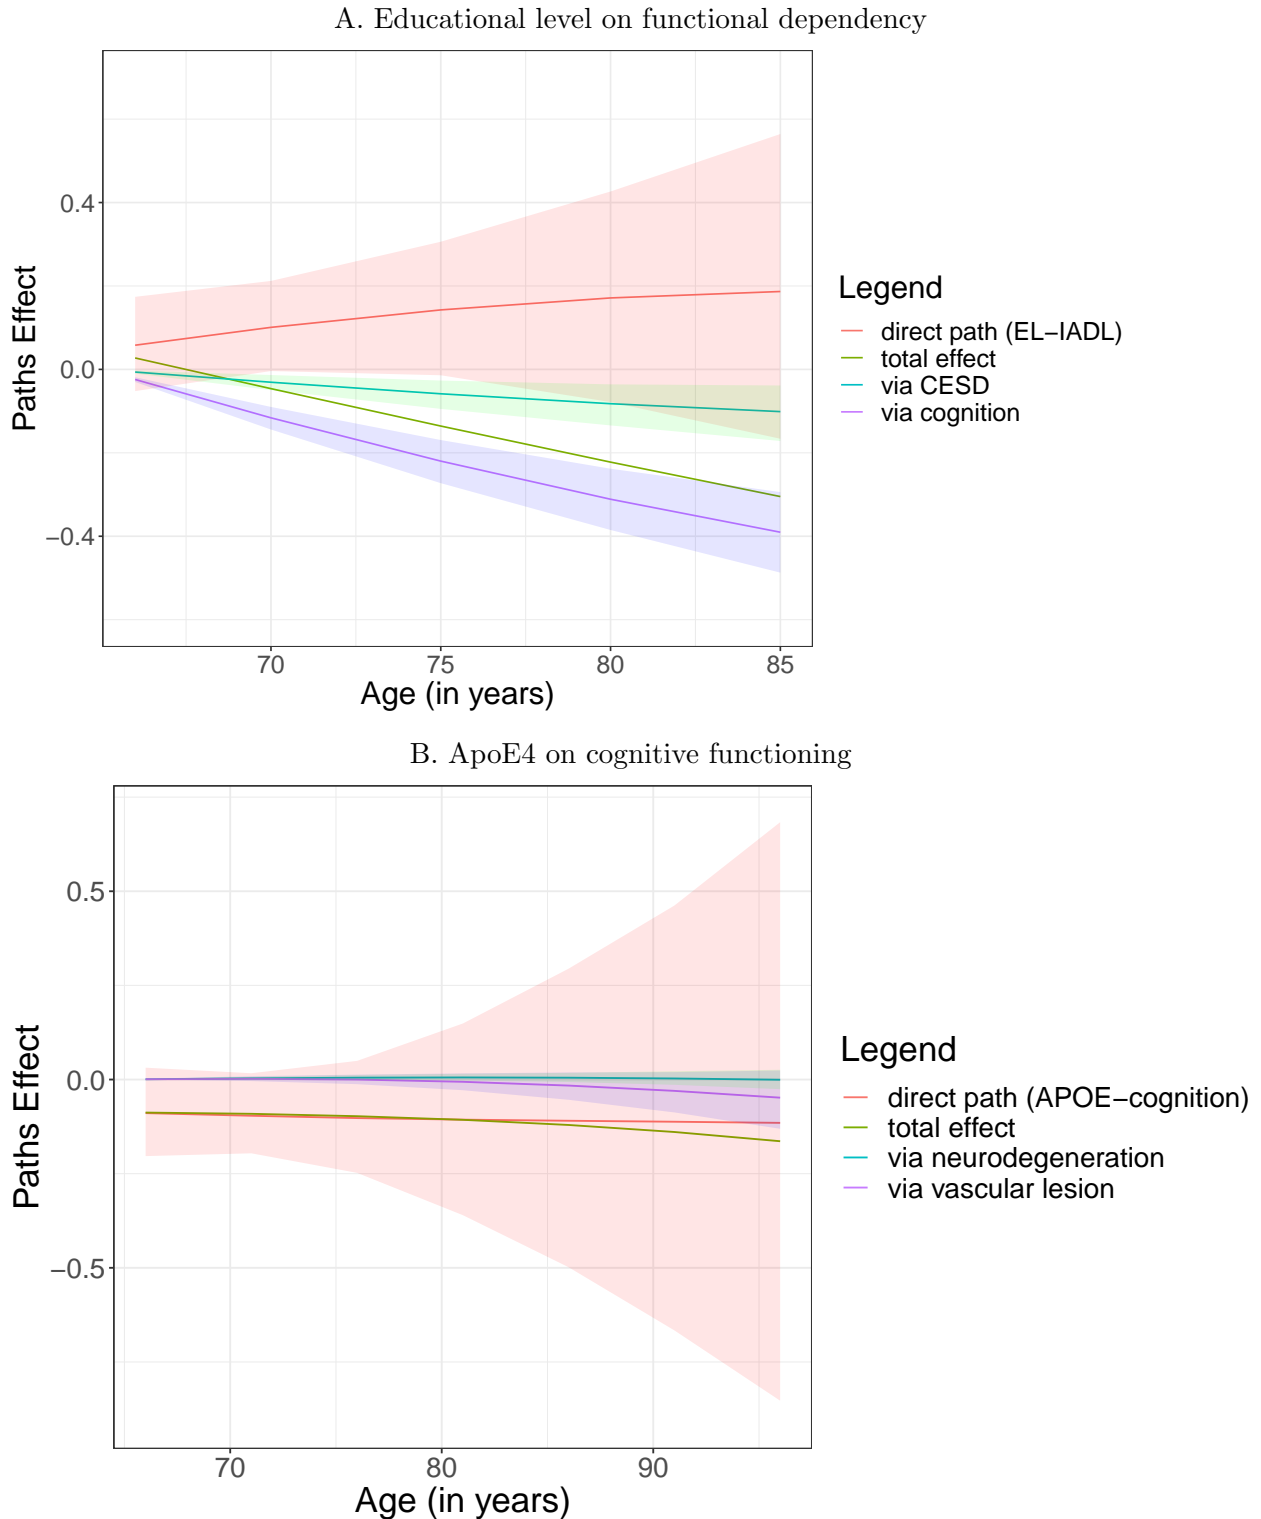 A. Educational level on functional dependency
0.4
0.0
−0.4
Paths Effect
70 75 80 85
Age (in years)
Legend
direct path (EL−IADL)
total effect
via CESD
via cognition
B. ApoE4 on cognitive functioning
0.5
0.0
−0.5
Paths Effect
70 80 90
Age (in years)
Legend
direct path (APOE−cognition)
total effect
via neurodegeneration
via vascular lesion